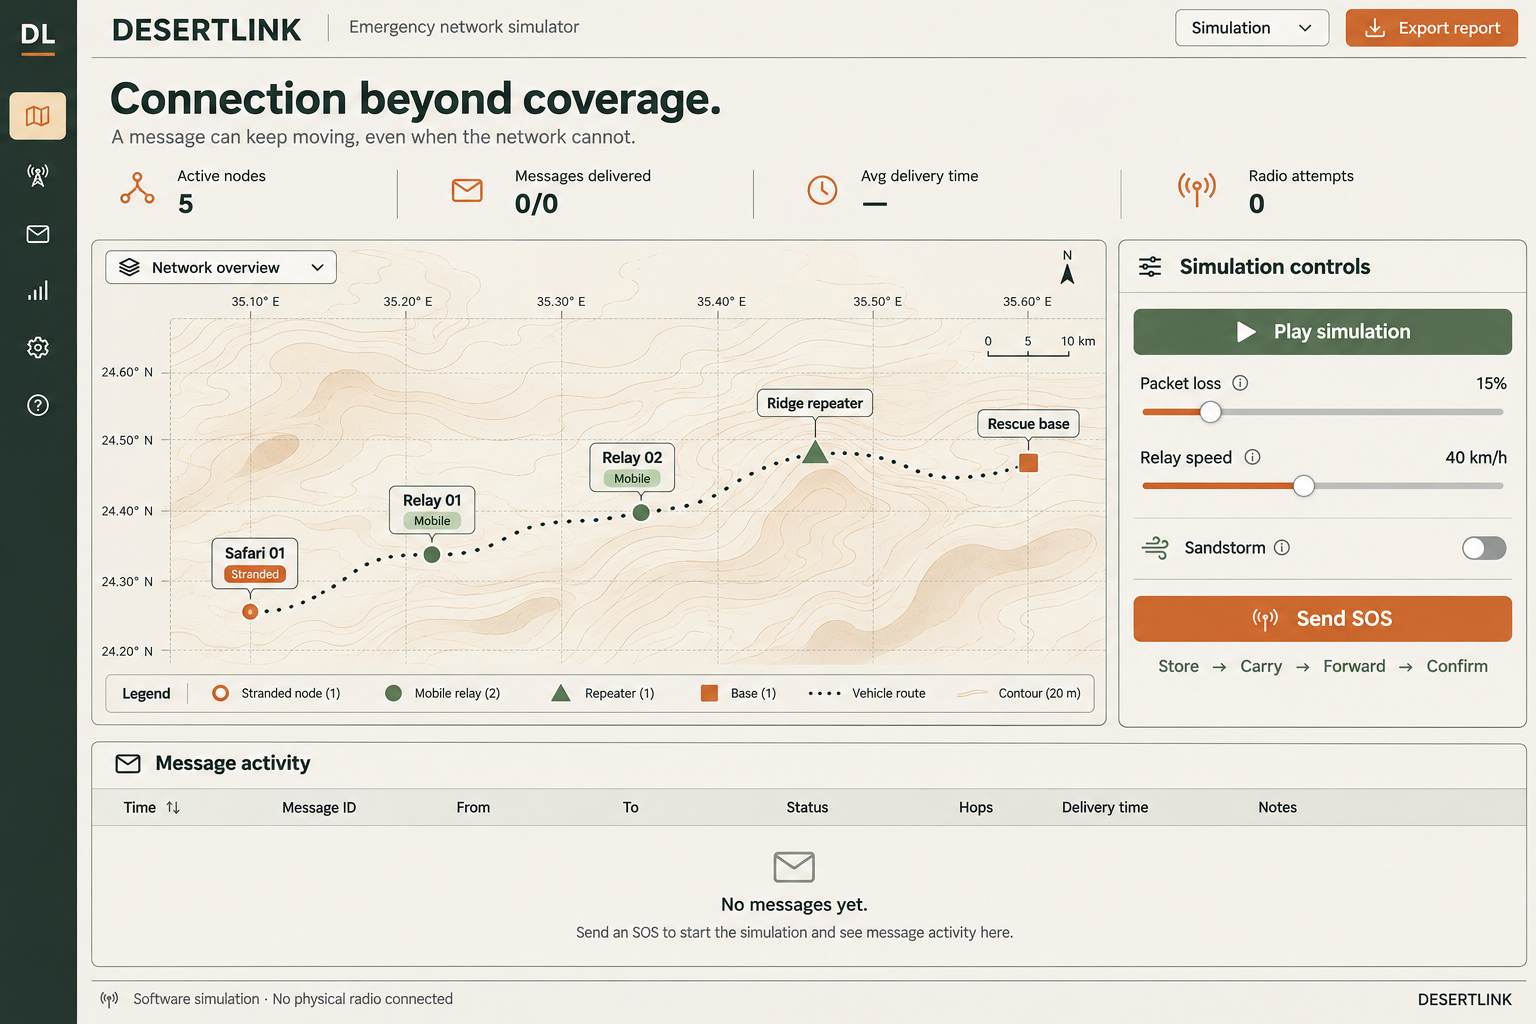 DL
DESERTLINK
Emergency network simulator
Simulation
Export report
Connection beyond coverage.
A message can keep moving, even when the network cannot.
Active nodes
5
Messages delivered
0/0
Avg delivery time
—
Radio attempts
0
Network overview
N
35.10° E
35.20° E
35.30° E
35.40° E
35.50° E
35.60° E
0 5 10 km
24.60° N
24.50° N
24.40° N
24.30° N
24.20° N
Ridge repeater
Rescue base
Relay 02
Mobile
Relay 01
Mobile
Safari 01
Stranded
Legend
Stranded node (1)
Mobile relay (2)
Repeater (1)
Base (1)
Vehicle route
Contour (20 m)
Simulation controls
Play simulation
Packet loss
15%
Relay speed
40 km/h
Sandstorm
Send SOS
Store → Carry → Forward → Confirm
Message activity
Time
Message ID
From
To
Status
Hops
Delivery time
Notes
No messages yet.
Send an SOS to start the simulation and see message activity here.
Software simulation · No physical radio connected
DESERTLINK